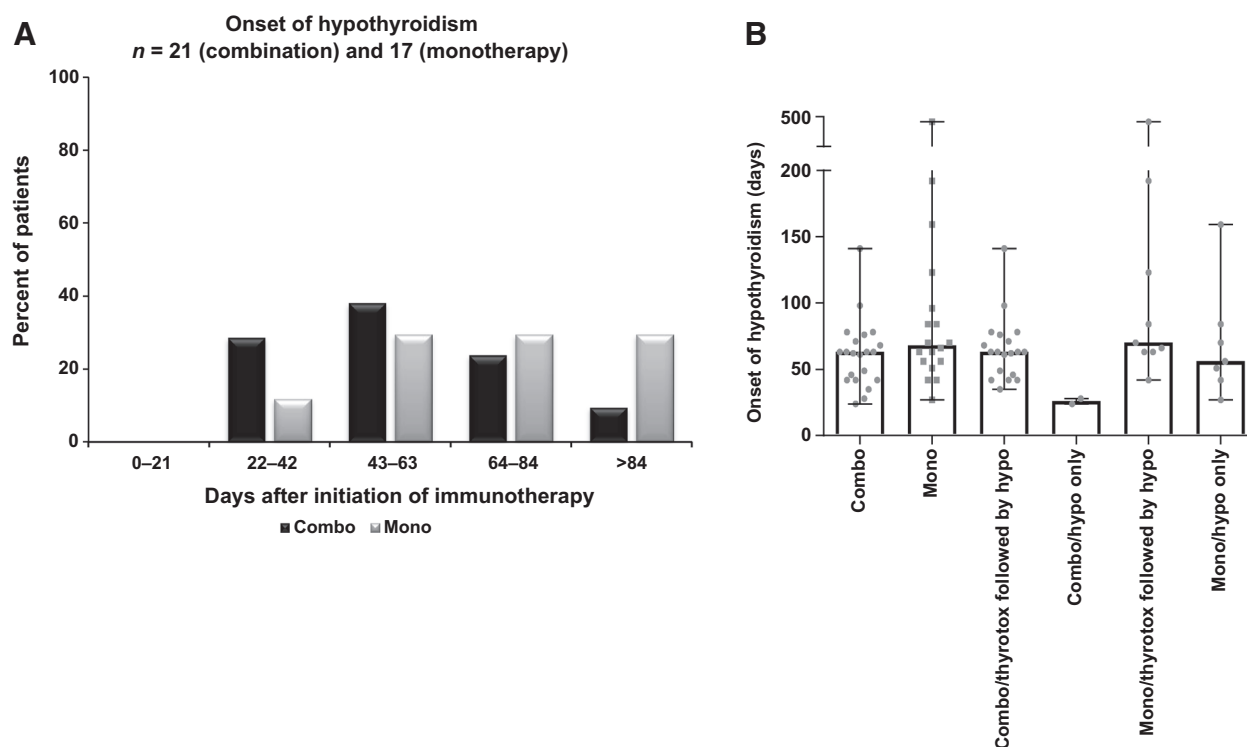 A
Onset of hypothyroidism
n = 21 (combination) and 17 (monotherapy)
Percent of patients
100
80
60
40
20
0
0–21
22–42
43–63
64–84
>84
Days after initiation of immunotherapy
Combo
Mono
B
Onset of hypothyroidism (days)
500
200
150
100
50
0
Combo
Mono
Combo/thyrotox followed by hypo
Combo/hypo only
Mono/thyrotox followed by hypo
Mono/hypo only